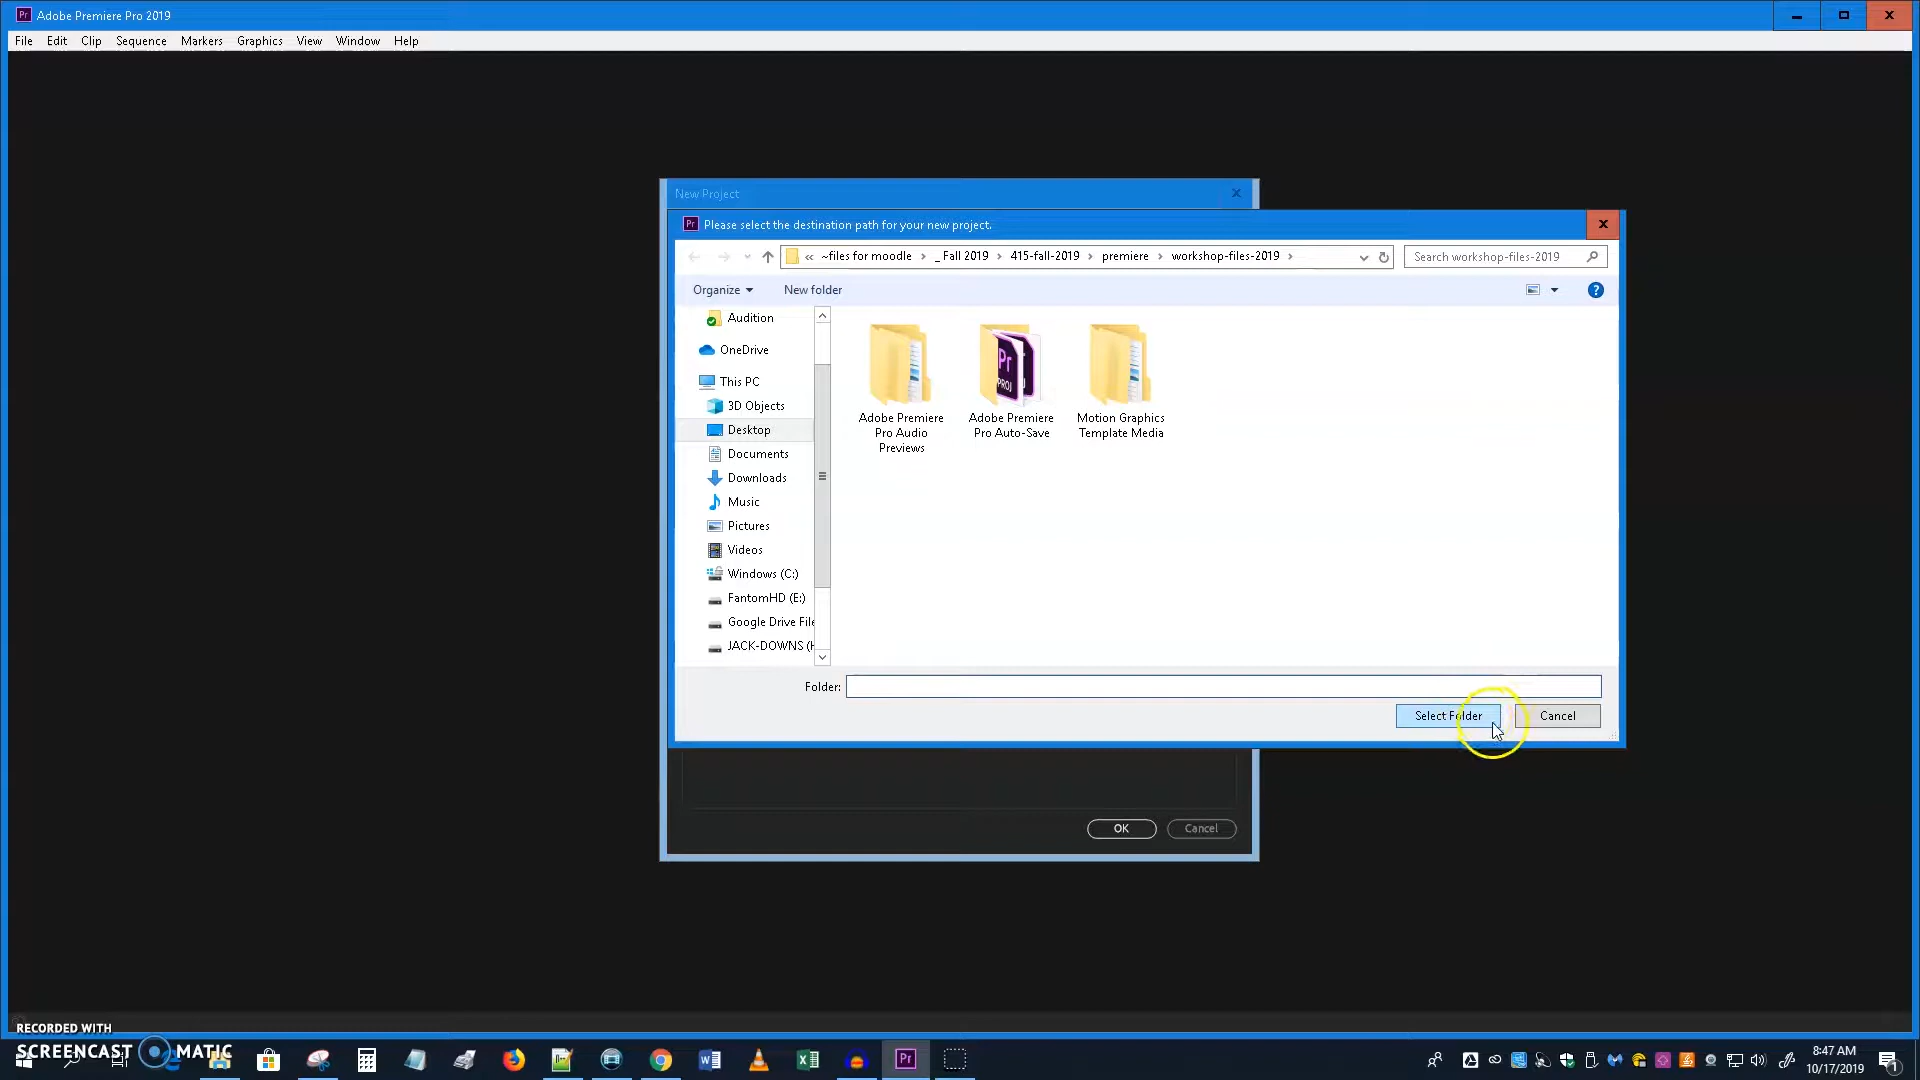 Adobe Premiere Pro 2019
File Edit Clip Sequence Markers Graphics View Window Help
New Project
Please select the destination path for your new project.
« ~files for moodle › _ Fall 2019 › 415-fall-2019 › premiere › workshop-files-2019 ›
Search workshop-files-2019
Organize
New folder
Audition
OneDrive
This PC
3D Objects
Desktop
Documents
Downloads
Music
Pictures
Videos
Windows (C:)
FantomHD (E:)
Google Drive File
JACK-DOWNS (H
Adobe Premiere
Pro Audio
Previews
Adobe Premiere
Pro Auto-Save
Motion Graphics
Template Media
Folder:
Select Folder
Cancel
OK
Cancel
RECORDED WITH
SCREENCAST MATIC
8:47 AM
10/17/2019